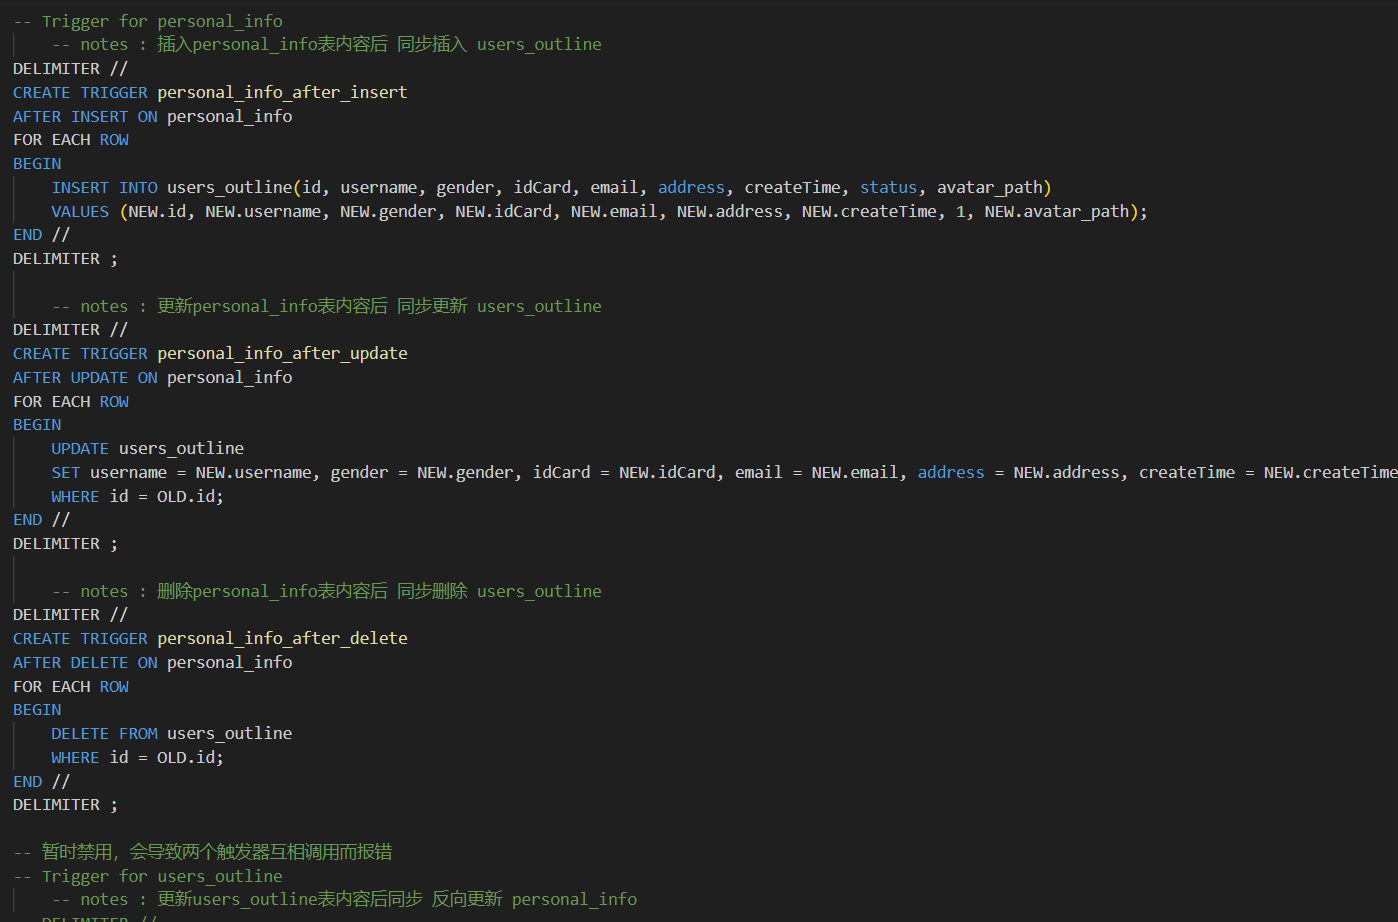 -- Trigger for personal_info
-- notes : 插入personal_info表内容后 同步插入 users_outline
DELIMITER //
CREATE TRIGGER personal_info_after_insert
AFTER INSERT ON personal_info
FOR EACH ROW
BEGIN
INSERT INTO users_outline(id, username, gender, idCard, email, address, createTime, status, avatar_path)
VALUES (NEW.id, NEW.username, NEW.gender, NEW.idCard, NEW.email, NEW.address, NEW.createTime, 1, NEW.avatar_path);
END //
DELIMITER ;
-- notes : 更新personal_info表内容后 同步更新 users_outline
DELIMITER //
CREATE TRIGGER personal_info_after_update
AFTER UPDATE ON personal_info
FOR EACH ROW
BEGIN
UPDATE users_outline
SET username = NEW.username, gender = NEW.gender, idCard = NEW.idCard, email = NEW.email, address = NEW.address, createTime = NEW.createTime
WHERE id = OLD.id;
END //
DELIMITER ;
-- notes : 删除personal_info表内容后 同步删除 users_outline
DELIMITER //
CREATE TRIGGER personal_info_after_delete
AFTER DELETE ON personal_info
FOR EACH ROW
BEGIN
DELETE FROM users_outline
WHERE id = OLD.id;
END //
DELIMITER ;
-- 暂时禁用，会导致两个触发器互相调用而报错
-- Trigger for users_outline
-- notes : 更新users_outline表内容后同步 反向更新 personal_info
DELIMITER //